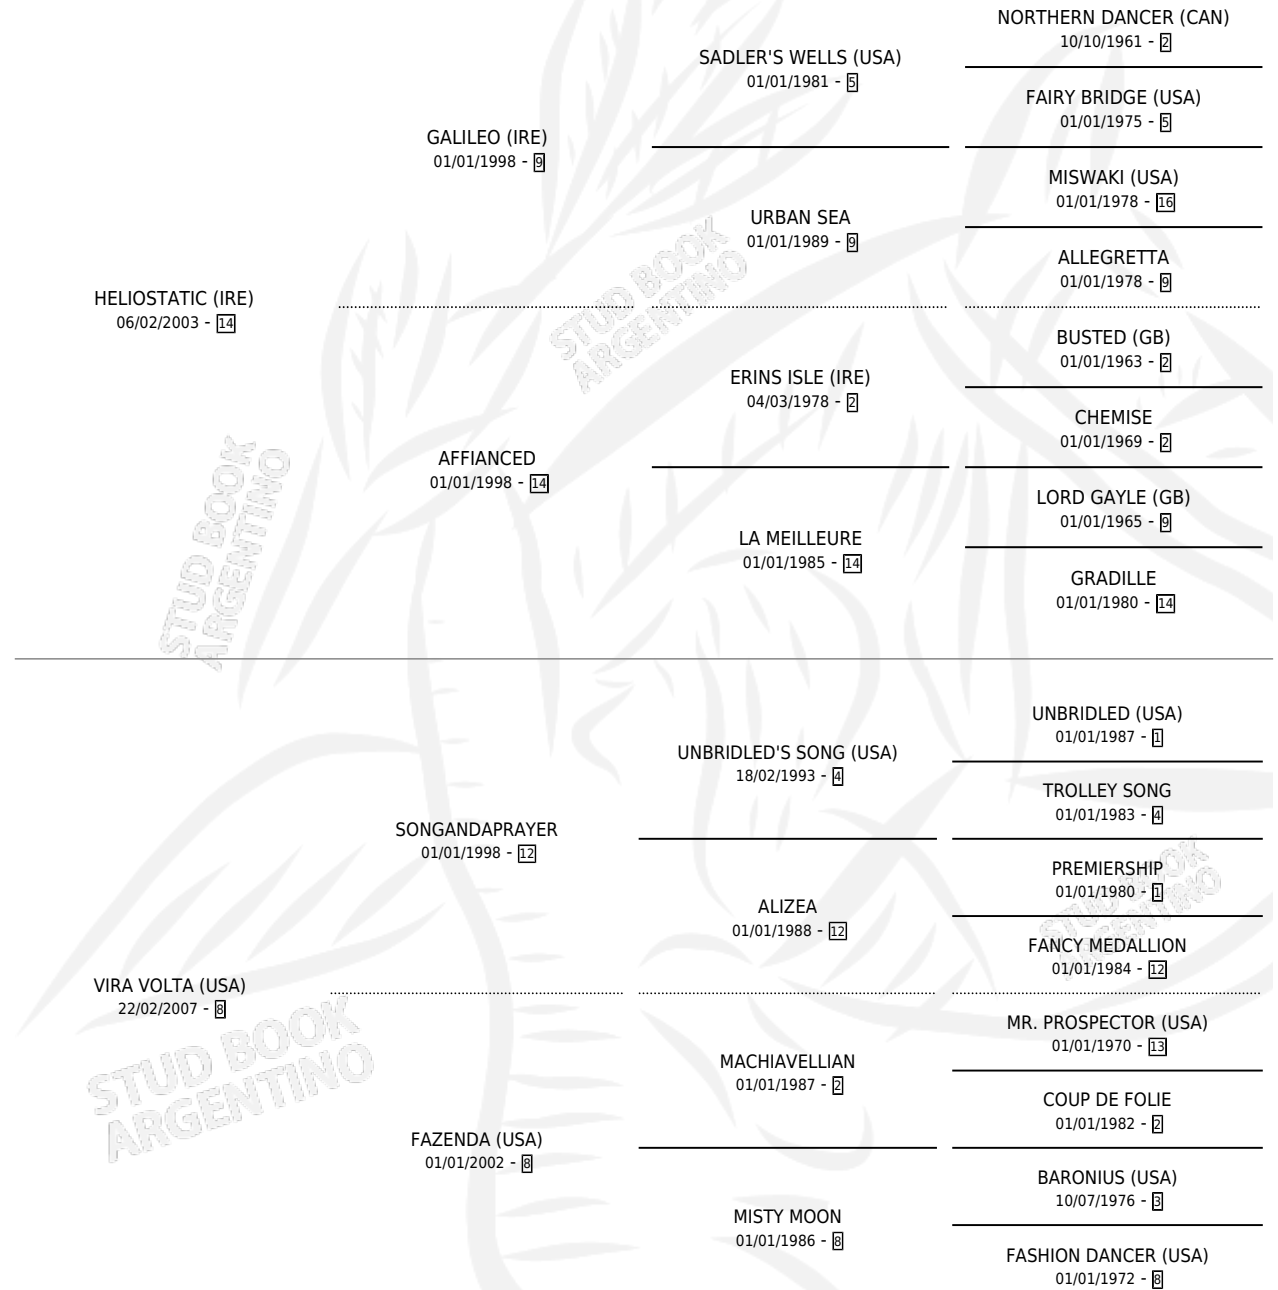 NORTHERN DANCER (CAN)
10/10/1961 - 2
SADLER'S WELLS (USA)
01/01/1981 - 5
FAIRY BRIDGE (USA)
01/01/1975 - 5
GALILEO (IRE)
01/01/1998 - 9
MISWAKI (USA)
01/01/1978 - 16
URBAN SEA
01/01/1989 - 9
ALLEGRETTA
01/01/1978 - 9
HELIOSTATIC (IRE)
06/02/2003 - 14
STUD BOOK
ARGENTINO
BUSTED (GB)
01/01/1963 - 2
ERINS ISLE (IRE)
04/03/1978 - 2
CHEMISE
01/01/1969 - 2
AFFIANCED
01/01/1998 - 14
LORD GAYLE (GB)
01/01/1965 - 9
LA MEILLEURE
01/01/1985 - 14
GRADILLE
01/01/1980 - 14
STUD BOOK
ARGENTINO
UNBRIDLED (USA)
01/01/1987 - 1
UNBRIDLED'S SONG (USA)
18/02/1993 - 4
TROLLEY SONG
01/01/1983 - 4
SONGANDAPRAYER
01/01/1998 - 12
PREMIERSHIP
01/01/1980 - 1
ALIZEA
01/01/1988 - 12
STUD BOOK
ARGENTINO
FANCY MEDALLION
01/01/1984 - 12
VIRA VOLTA (USA)
22/02/2007 - 8
MR. PROSPECTOR (USA)
01/01/1970 - 13
MACHIAVELLIAN
01/01/1987 - 2
COUP DE FOLIE
01/01/1982 - 2
STUD BOOK
ARGENTINO
FAZENDA (USA)
01/01/2002 - 8
BARONIUS (USA)
10/07/1976 - 3
MISTY MOON
01/01/1986 - 8
FASHION DANCER (USA)
01/01/1972 - 8